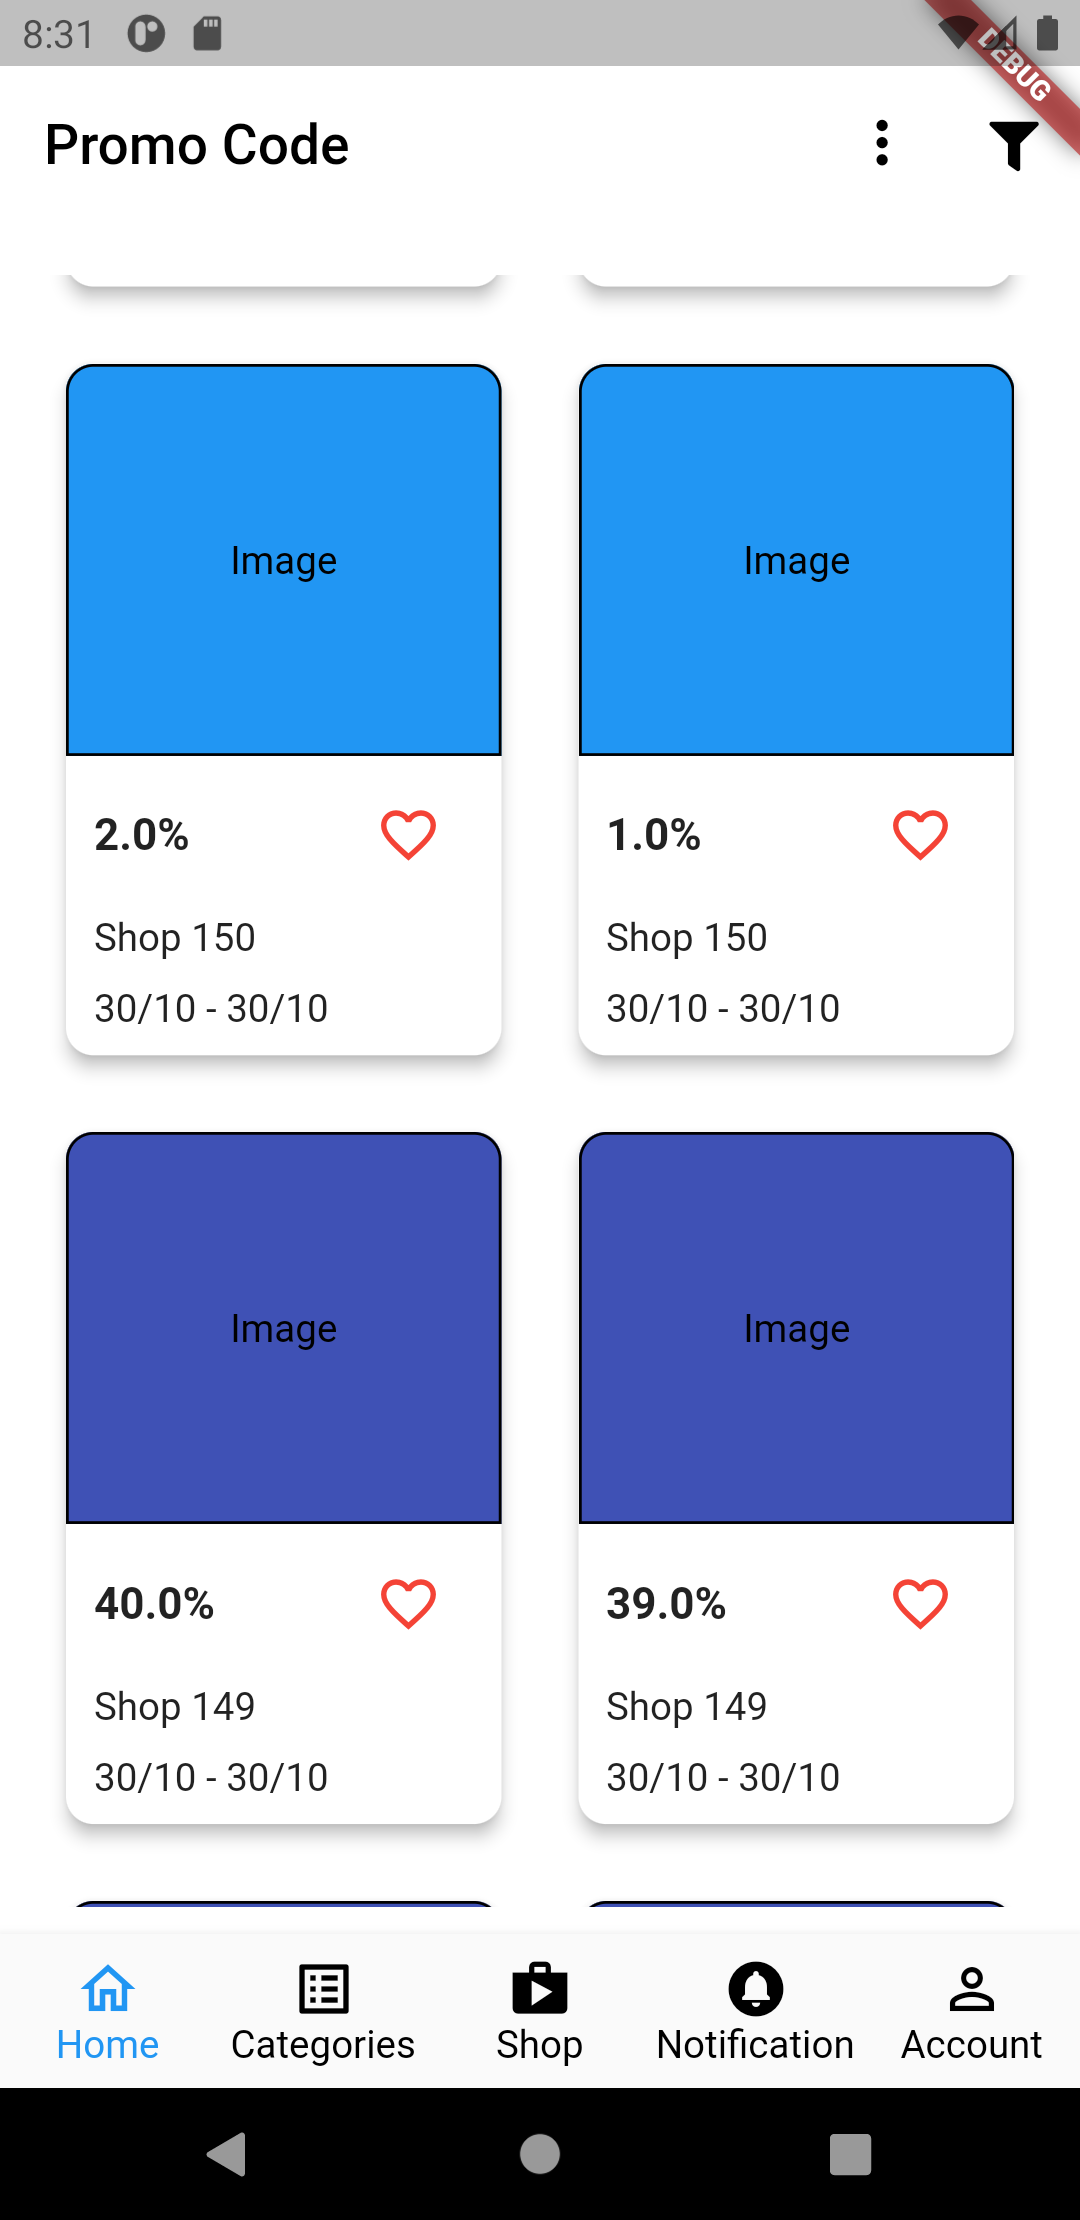 8:31
DEBUG
Promo Code
Image Image
2.0% 1.0%
Shop 150 Shop 150
30/10 - 30/10 30/10 - 30/10
Image Image
40.0% 39.0%
Shop 149 Shop 149
30/10 - 30/10 30/10 - 30/10
Home Categories Shop Notification Account